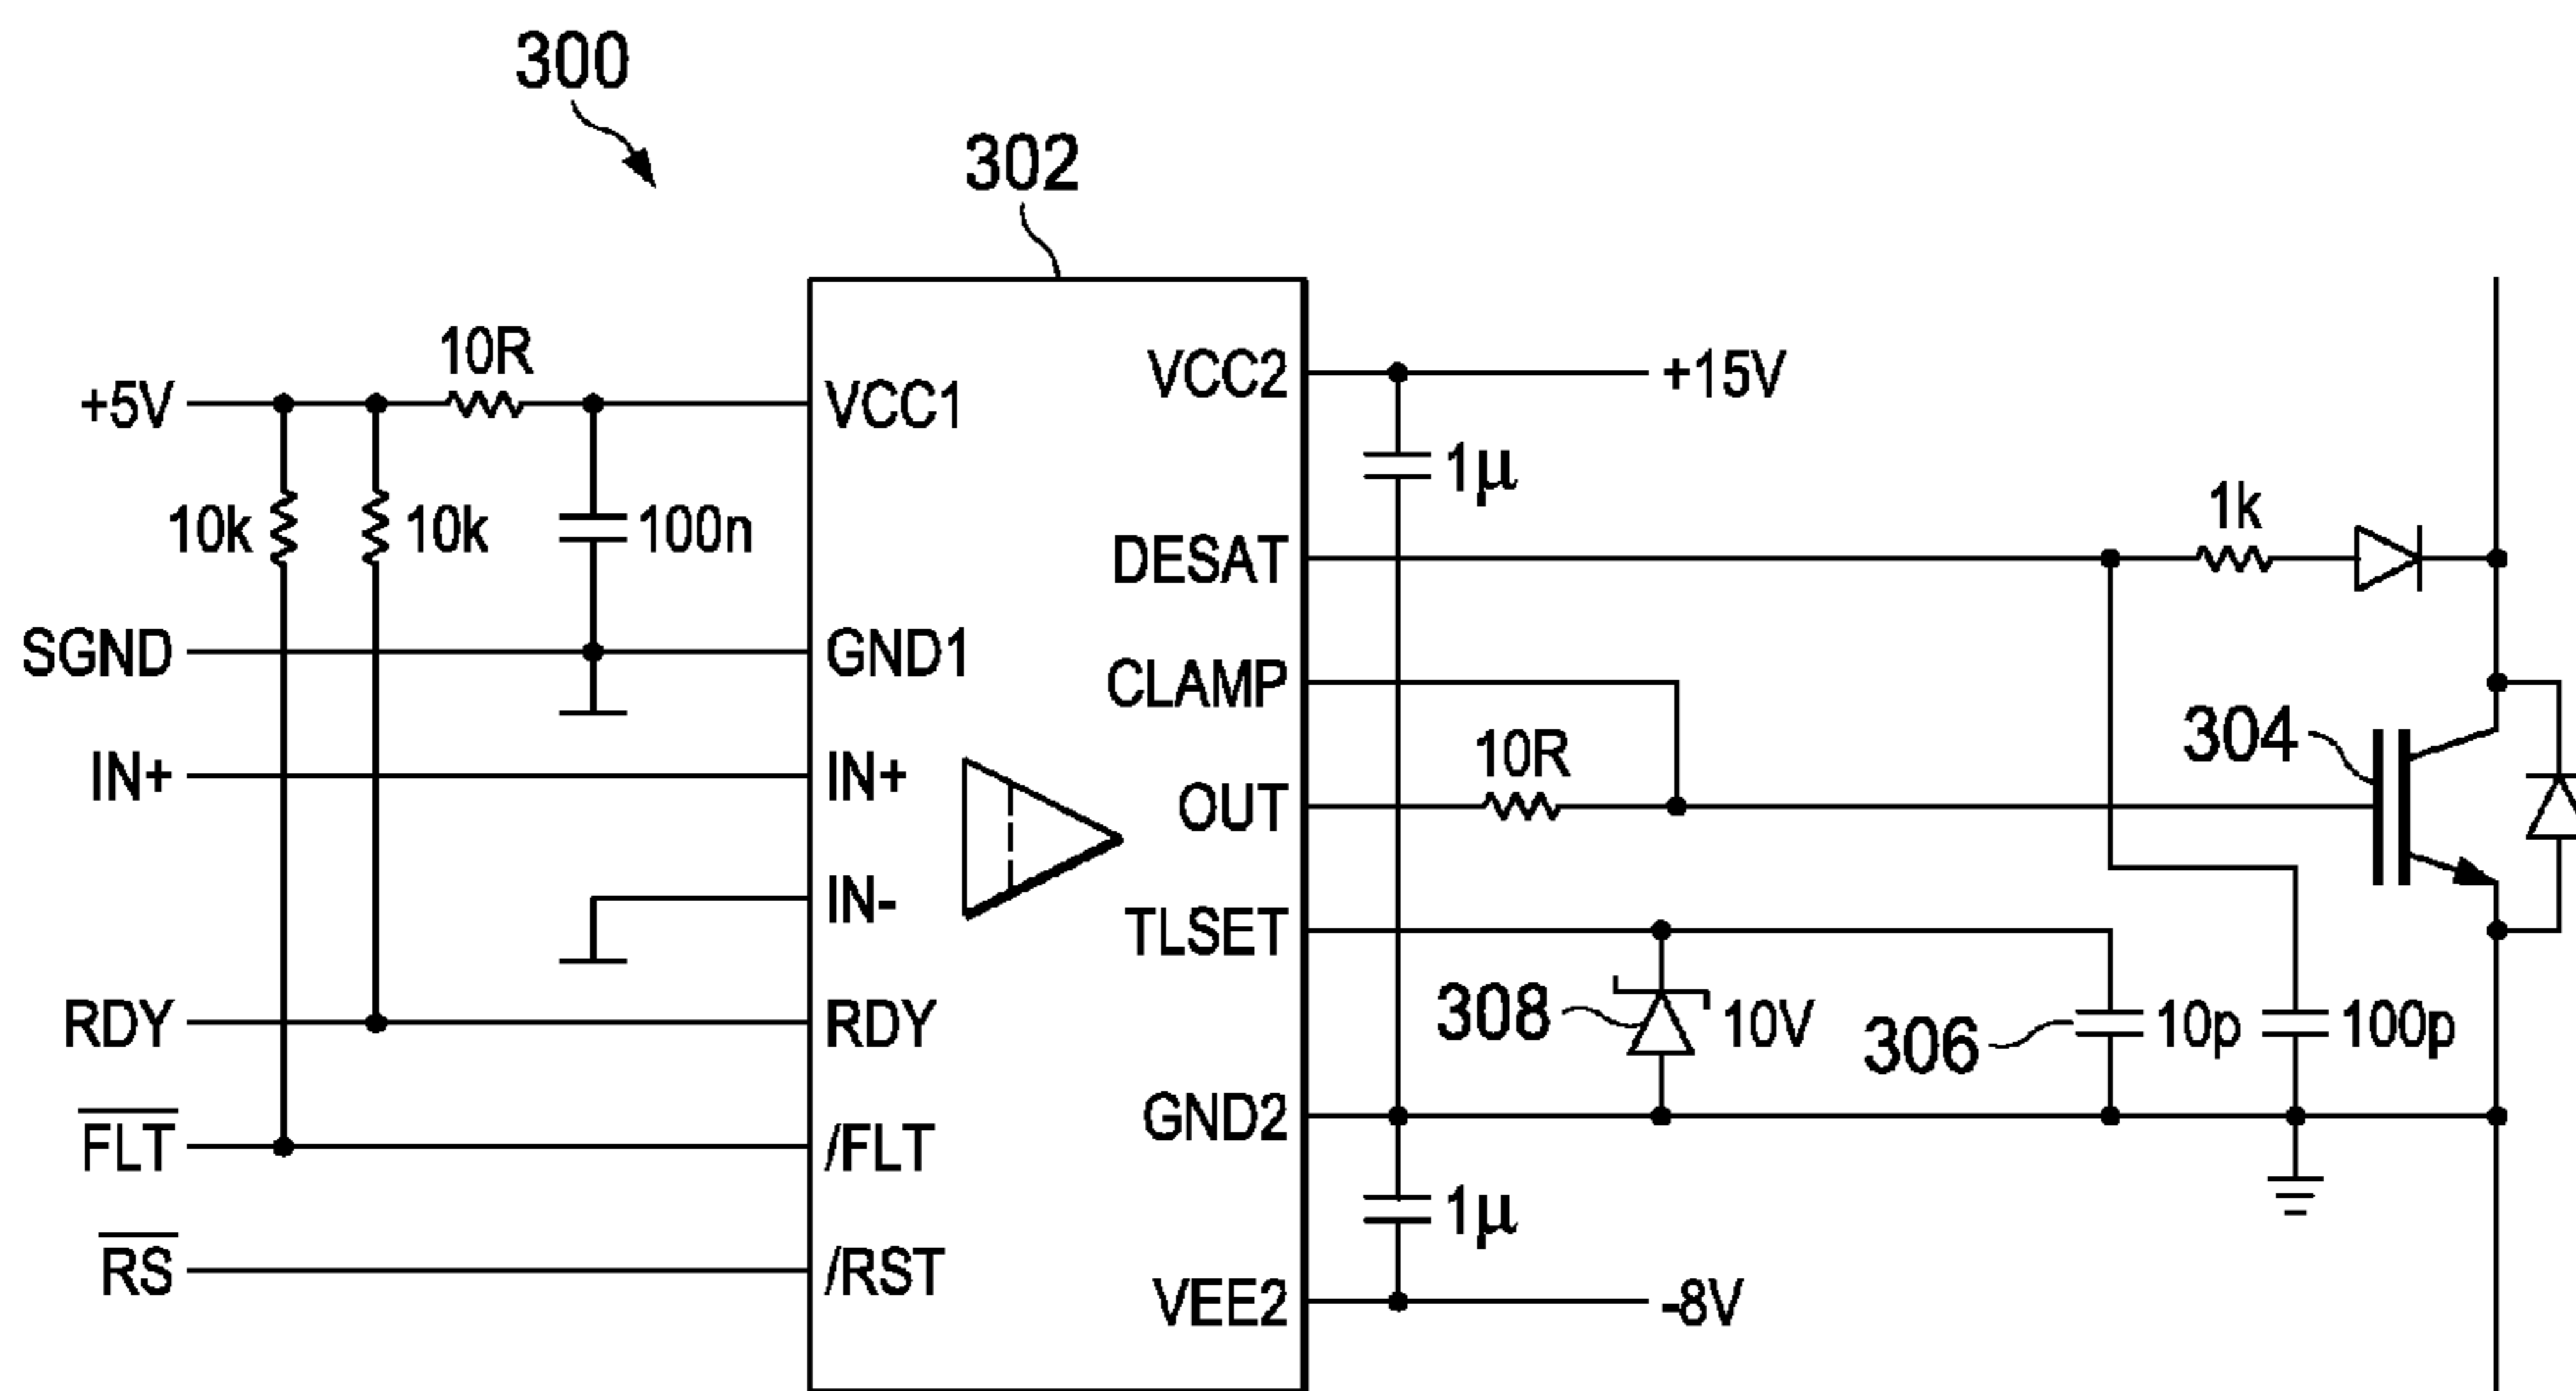 300
302
10R
+5V
VCC1
VCC2
+15V
10k
10k
100n
1µ
1k
DESAT
SGND
GND1
CLAMP
304
10R
IN+
IN+
OUT
IN-
TLSET
RDY
RDY
308
10V
306
10p
100p
FLT
/FLT
GND2
1µ
RS
/RST
VEE2
-8V